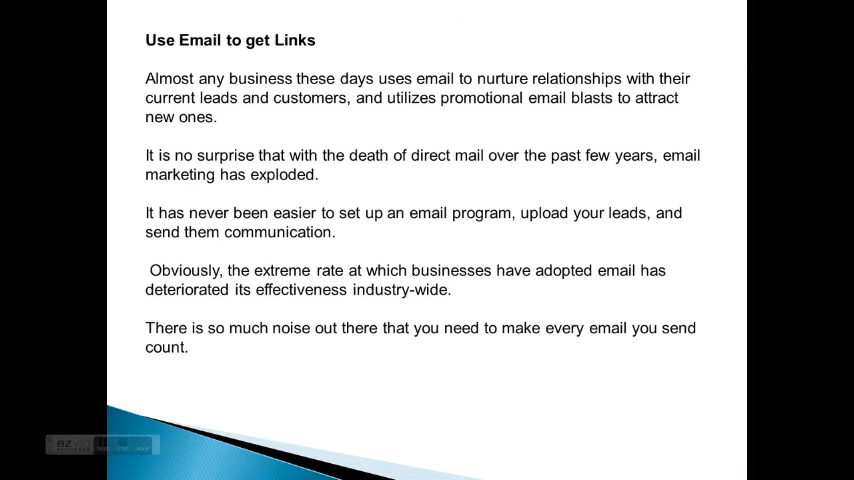 Use Email to get Links
Almost any business these days uses email to nurture relationships with their
current leads and customers, and utilizes promotional email blasts to attract
new ones.
It is no surprise that with the death of direct mail over the past few years, email
marketing has exploded.
It has never been easier to set up an email program, upload your leads, and
send them communication.
Obviously, the extreme rate at which businesses have adopted email has
deteriorated its effectiveness industry-wide.
There is so much noise out there that you need to make every email you send
count.
ezvid